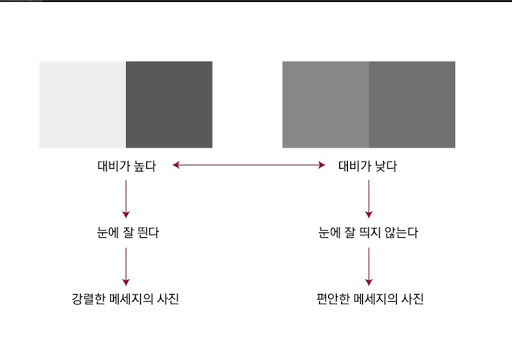 대비가 높다
대비가 낮다
눈에 잘 띈다
눈에 잘 띄지 않는다
강렬한 메세지의 사진
편안한 메세지의 사진